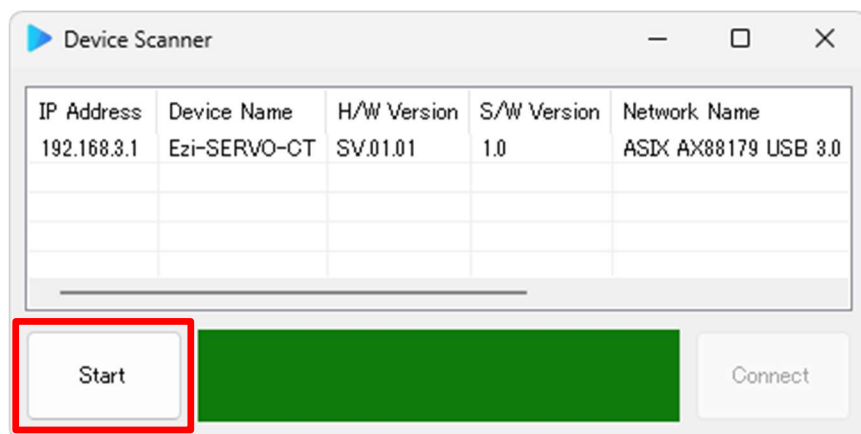 Device Scanner
IP Address Device Name H/W Version S/W Version Network Name
192.168.3.1 Ezi-SERVO-CT SV.01.01 1.0 ASIX AX88179 USB 3.0
Start Connect